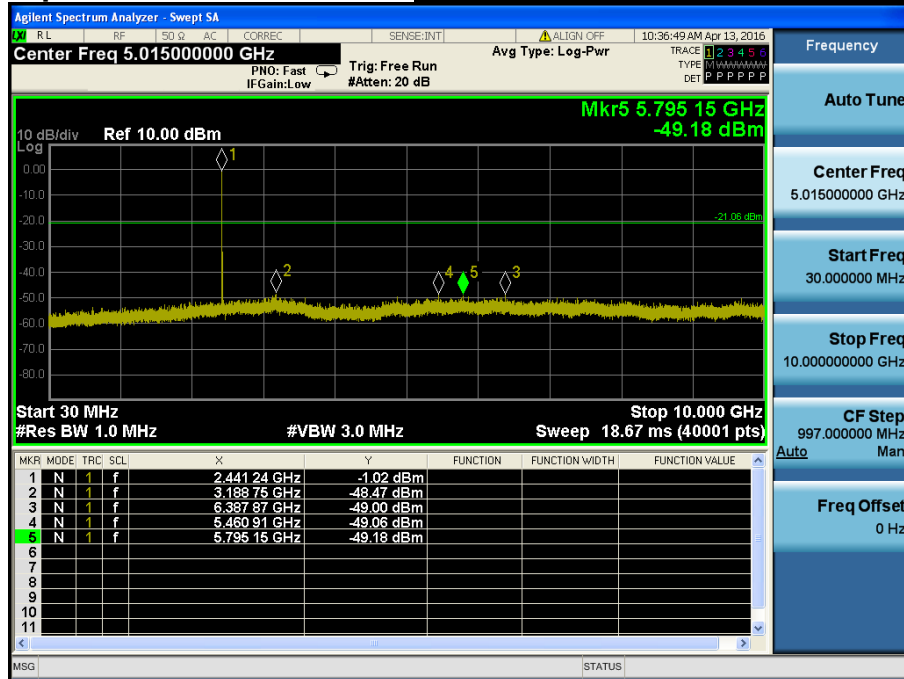 Agilent Spectrum Analyzer - Swept SA
LXI RL RF 50 Ω AC CORREC SENSE:INT ALIGN OFF 10:36:49 AM Apr 13, 2016
Center Freq 5.015000000 GHz
PNO: Fast
IFGain:Low
Trig: Free Run
#Atten: 20 dB
Avg Type: Log-Pwr
TRACE 1 2 3 4 5 6
TYPE M W W W W W
DET P P P P P P
Mkr5 5.795 15 GHz
-49.18 dBm
10 dB/div Ref 10.00 dBm
Log
1
0.00
-10.0
-20.0
-21.06 dBm
-30.0
-40.0
2 4 5 3
-50.0
-60.0
-70.0
-80.0
Start 30 MHz Stop 10.000 GHz
#Res BW 1.0 MHz #VBW 3.0 MHz Sweep 18.67 ms (40001 pts)
MKR MODE TRC SCL X Y FUNCTION FUNCTION WIDTH FUNCTION VALUE
1 N 1 f 2.441 24 GHz -1.02 dBm
2 N 1 f 3.188 75 GHz -48.47 dBm
3 N 1 f 6.387 87 GHz -49.00 dBm
4 N 1 f 5.460 91 GHz -49.06 dBm
5 N 1 f 5.795 15 GHz -49.18 dBm
6
7
8
9
10
11
MSG STATUS
Frequency
Auto Tune
Center Freq
5.015000000 GHz
Start Freq
30.000000 MHz
Stop Freq
10.000000000 GHz
CF Step
997.000000 MHz
Auto Man
Freq Offset
0 Hz